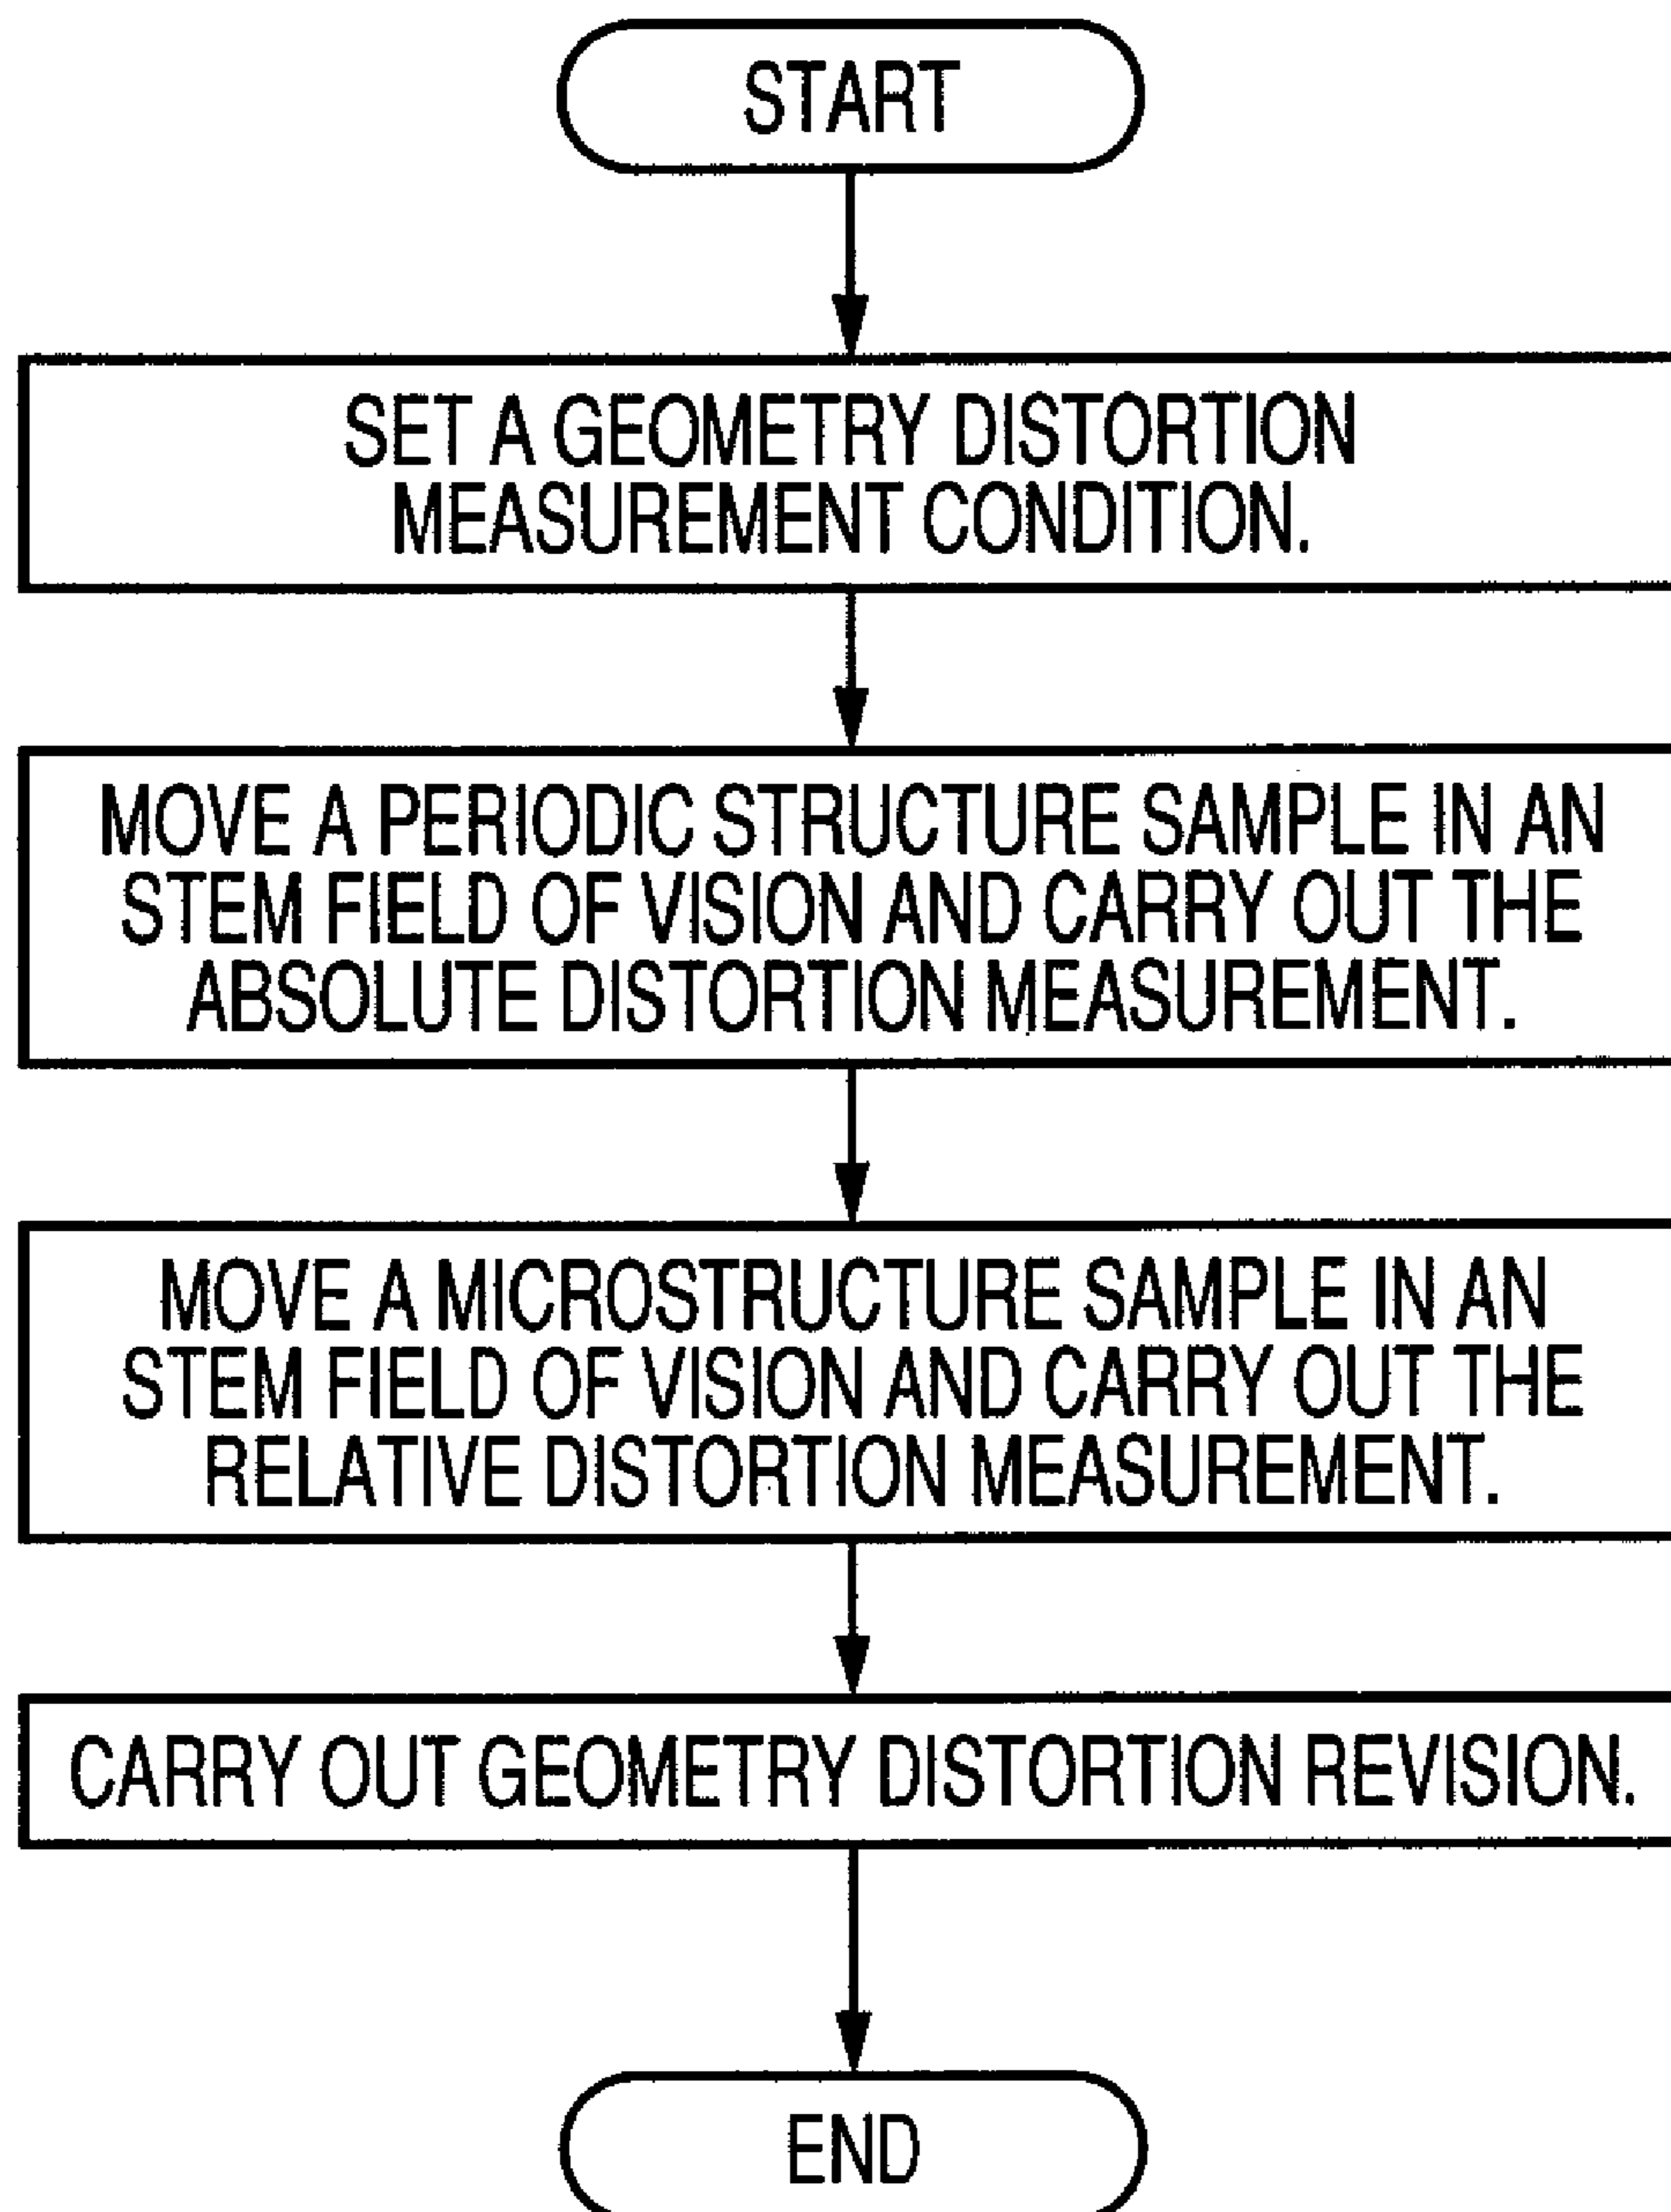 START
SET A GEOMETRY DISTORTION
MEASUREMENT CONDITION.
MOVE A PERIODIC STRUCTURE SAMPLE IN AN
STEM FIELD OF VISION AND CARRY OUT THE
ABSOLUTE DISTORTION MEASUREMENT.
MOVE A MICROSTRUCTURE SAMPLE IN AN
STEM FIELD OF VISION AND CARRY OUT THE
RELATIVE DISTORTION MEASUREMENT.
CARRY OUT GEOMETRY DISTORTION REVISION.
END